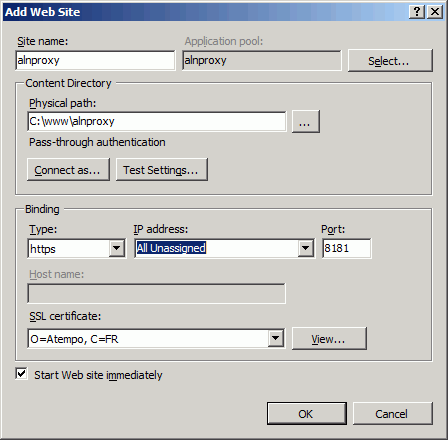 Add Web Site
? X
Site name:
Application pool:
alnproxy
alnproxy
Select...
Content Directory
Physical path:
C:\www\alnproxy
...
Pass-through authentication
Connect as...
Test Settings...
Binding
Type:
IP address:
Port:
https
All Unassigned
8181
Host name:
SSL certificate:
O=Atempo, C=FR
View...
Start Web site immediately
OK
Cancel